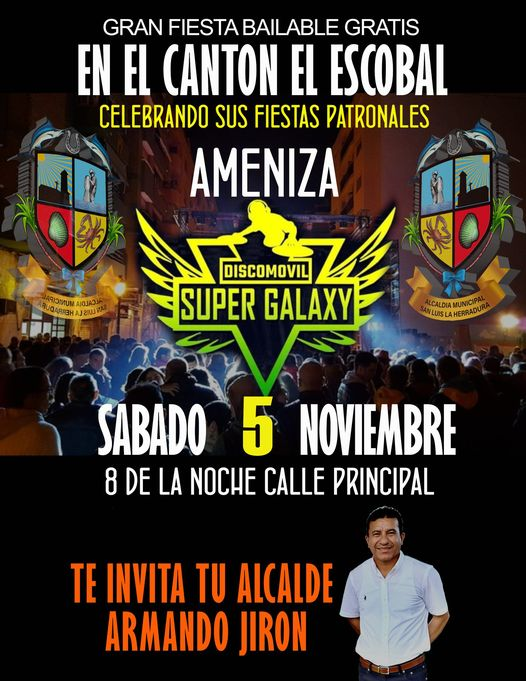 GRAN FIESTA BAILABLE GRATIS
EN EL CANTON EL ESCOBAL
CELEBRANDO SUS FIESTAS PATRONALES
AMENIZA
DISCOMOVIL
SUPER GALAXY
ALCALDIA MUNICIPAL
SAN LUIS LA HERRADURA
ALCALDIA MUNICIPAL
SAN LUIS LA HERRADURA
SABADO 5 NOVIEMBRE
8 DE LA NOCHE CALLE PRINCIPAL
TE INVITA TU ALCALDE
ARMANDO JIRON